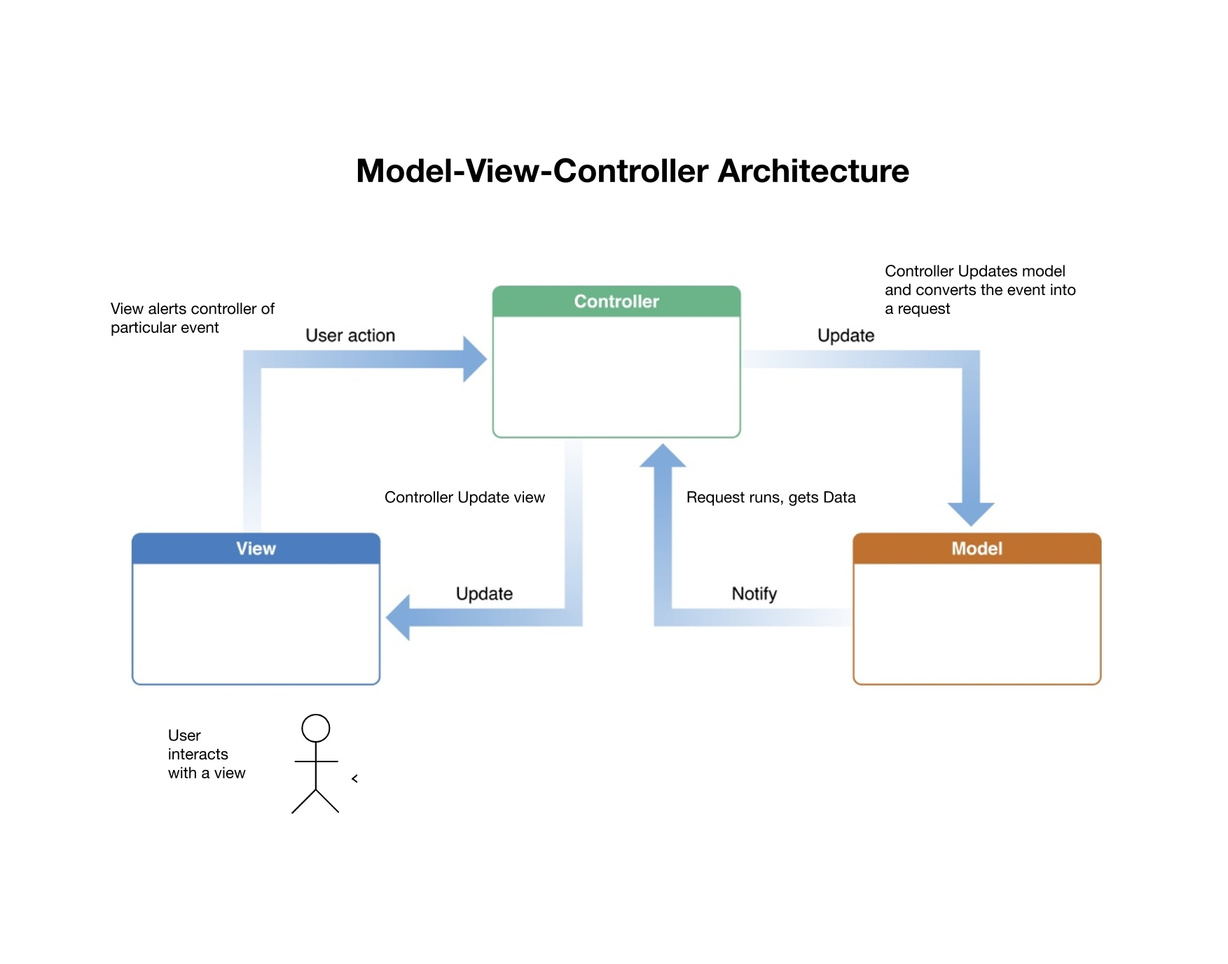 Model-View-Controller Architecture
Controller Updates model
and converts the event into
a request
View alerts controller of
particular event
User action
Controller
Update
Controller Update view
Request runs, gets Data
View
Model
Update
Notify
User
interacts
with a view
<